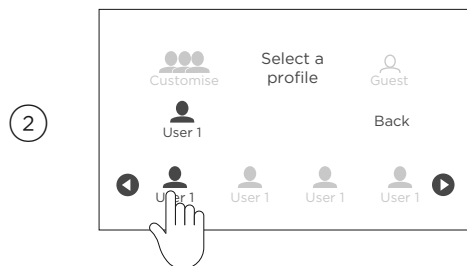 2
Select a
profile
Customise
Guest
User 1
Back
User 1
User 1
User 1
User 1